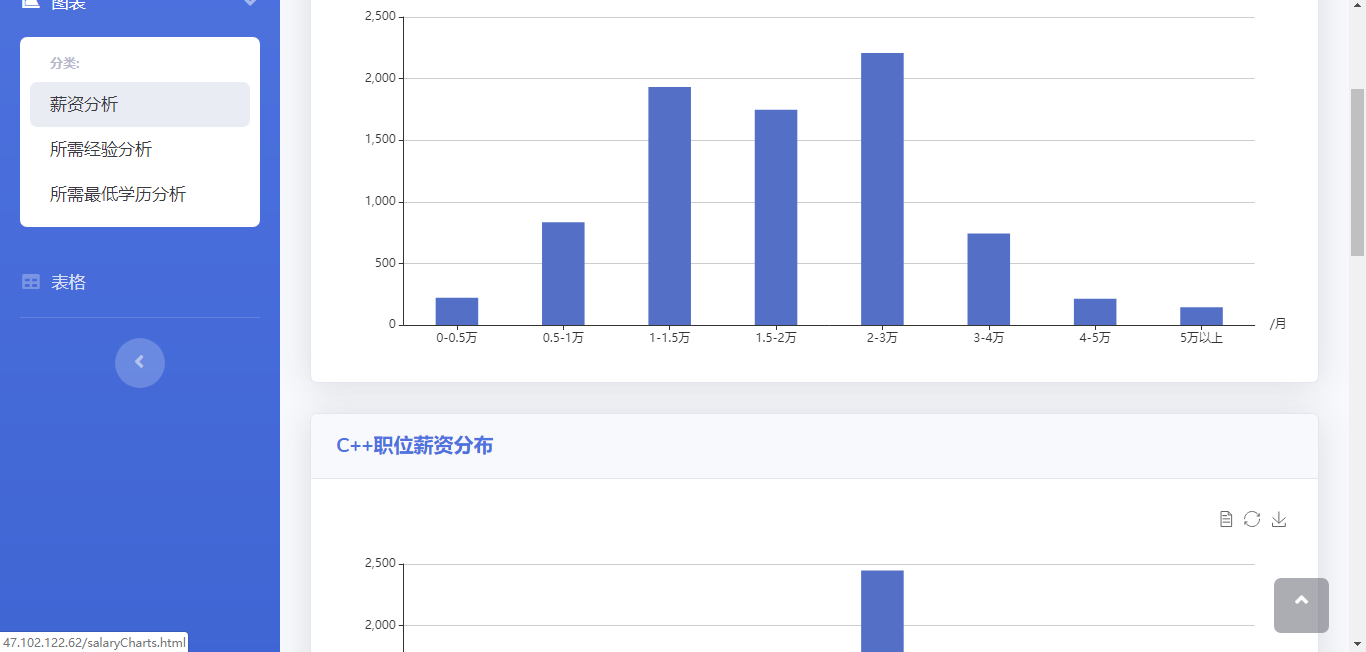 图表
分类:
薪资分析
所需经验分析
所需最低学历分析
表格
2,500
2,000
1,500
1,000
500
0
0-0.5万
0.5-1万
1-1.5万
1.5-2万
2-3万
3-4万
4-5万
5万以上
/月
C++职位薪资分布
2,500
2,000
47.102.122.62/salaryCharts.html